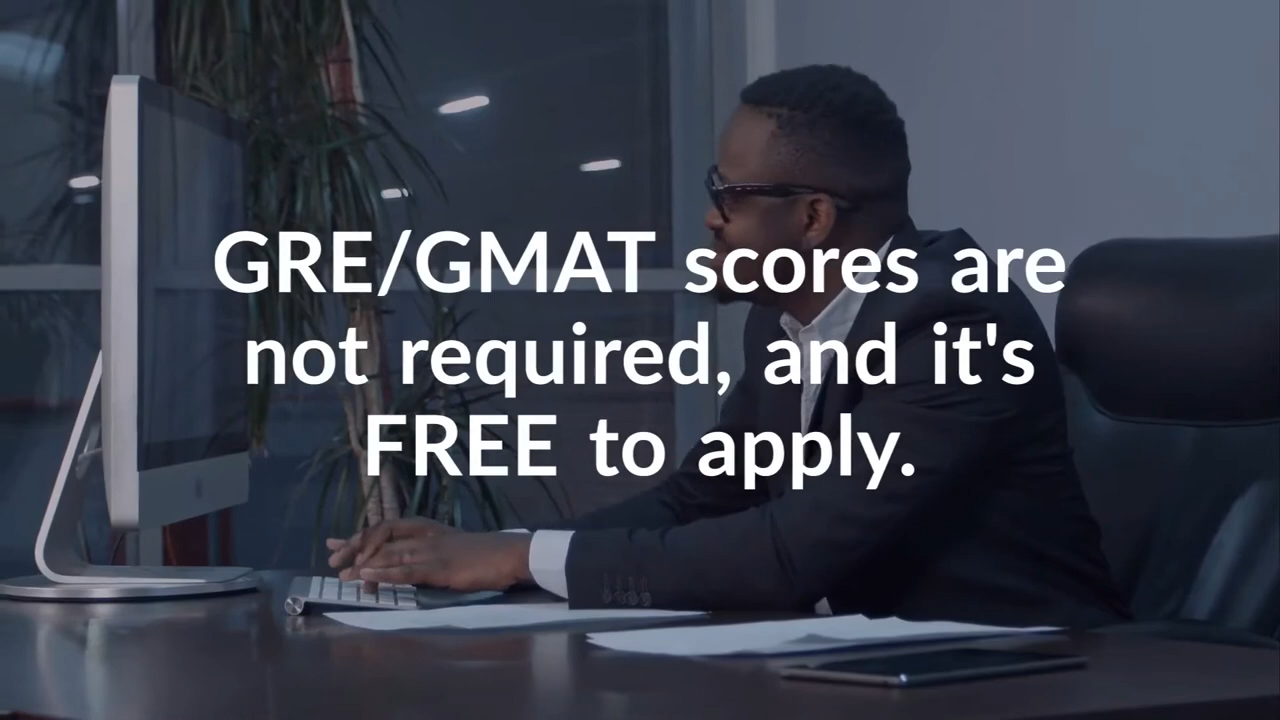 GRE/GMAT scores are
not required, and it's
FREE to apply.